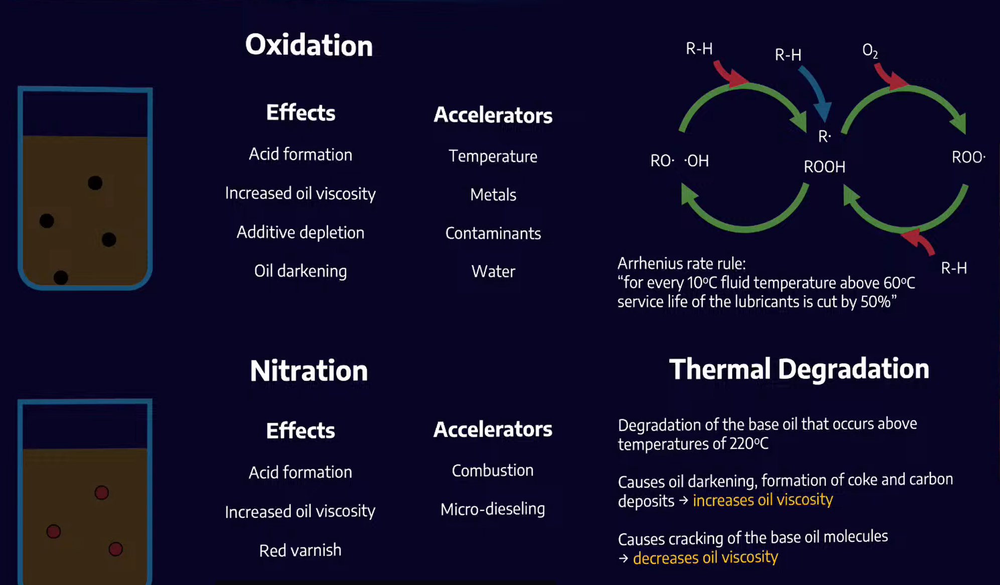 Oxidation
Effects
Acid formation
Increased oil viscosity
Additive depletion
Oil darkening
Accelerators
Temperature
Metals
Contaminants
Water
R-H
R-H
O₂
R·
RO· ·OH
ROOH
ROO·
R-H
Arrhenius rate rule:
“for every 10ºC fluid temperature above 60ºC
service life of the lubricants is cut by 50%”
Nitration
Effects
Acid formation
Increased oil viscosity
Red varnish
Accelerators
Combustion
Micro-dieseling
Thermal Degradation
Degradation of the base oil that occurs above
temperatures of 220ºC
Causes oil darkening, formation of coke and carbon
deposits → increases oil viscosity
Causes cracking of the base oil molecules
→ decreases oil viscosity